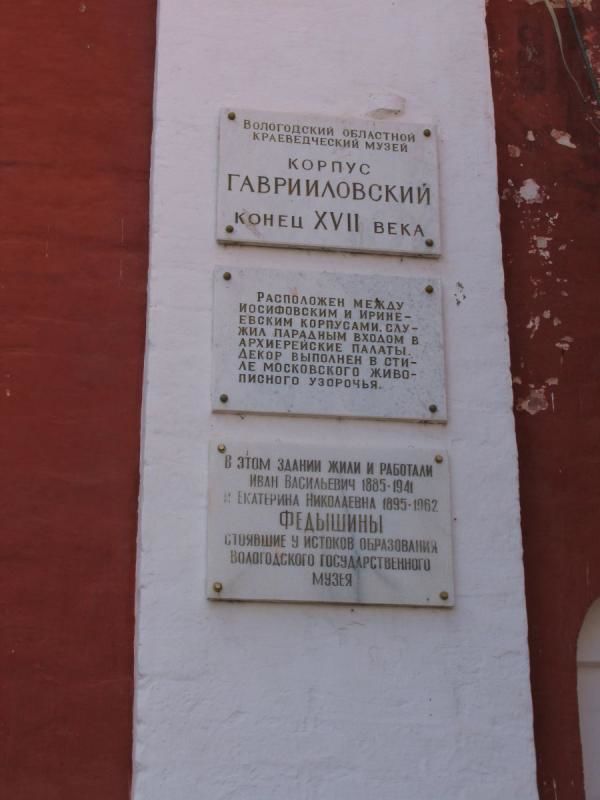 ВОЛОГОДСКИЙ ОБЛАСТНОЙ
КРАЕВЕДЧЕСКИЙ МУЗЕЙ
КОРПУС
ГАВРИИЛОВСКИЙ
КОНЕЦ XVII ВЕКА
РАСПОЛОЖЕН МЕЖДУ
ИОСИФОВСКИМ И ИРИНЕ-
ЕВСКИМ КОРПУСАМИ. СЛУ-
ЖИЛ ПАРАДНЫМ ВХОДОМ В
АРХИЕРЕЙСКИЕ ПАЛАТЫ.
ДЕКОР ВЫПОЛНЕН В СТИ-
ЛЕ МОСКОВСКОГО ЖИВО-
ПИСНОГО УЗОРОЧЬЯ.
В ЭТОМ ЗДАНИИ ЖИЛИ И РАБОТАЛИ
ИВАН ВАСИЛЬЕВИЧ 1885-1941
И ЕКАТЕРИНА НИКОЛАЕВНА 1895-1962
ФЕДЫШИНЫ
СТОЯВШИЕ У ИСТОКОВ ОБРАЗОВАНИЯ
ВОЛОГОДСКОГО ГОСУДАРСТВЕННОГО
МУЗЕЯ